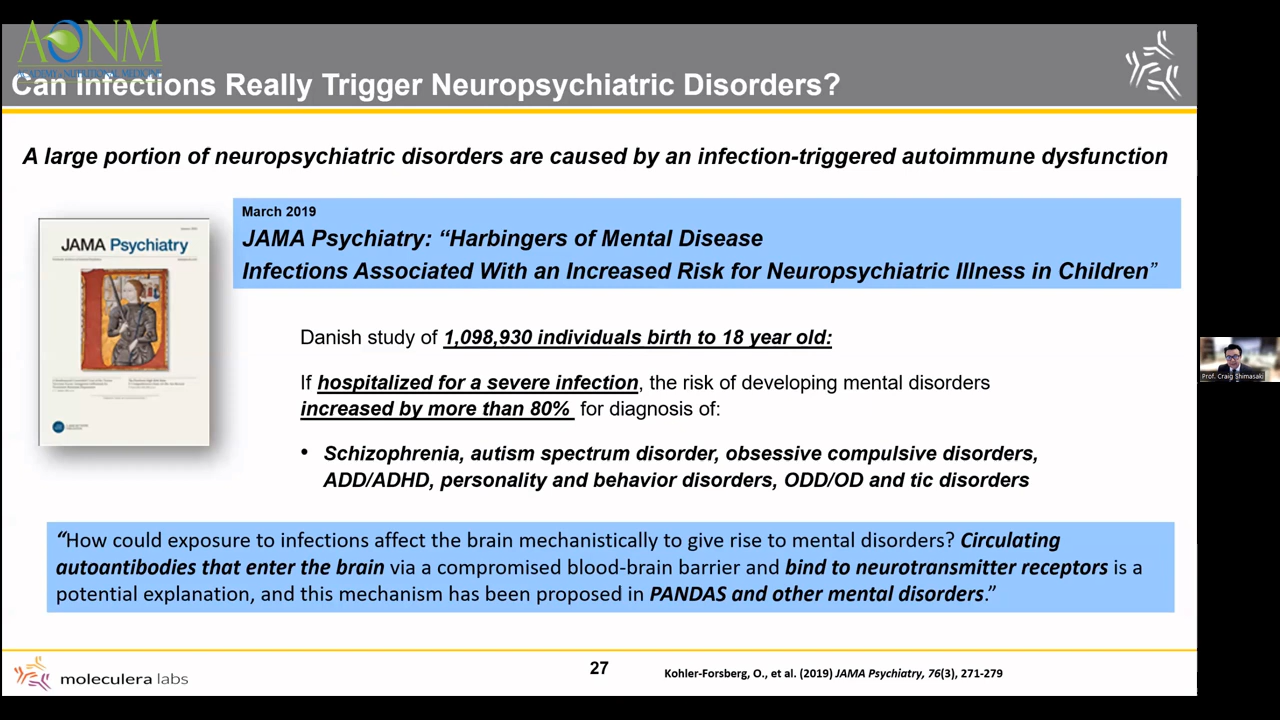 AONM
ACADEMY of NUTRITIONAL MEDICINE
Can Infections Really Trigger Neuropsychiatric Disorders?
A large portion of neuropsychiatric disorders are caused by an infection-triggered autoimmune dysfunction
JAMA Psychiatry
March 2019
JAMA Psychiatry: “Harbingers of Mental Disease
Infections Associated With an Increased Risk for Neuropsychiatric Illness in Children”
Danish study of 1,098,930 individuals birth to 18 year old:
If hospitalized for a severe infection, the risk of developing mental disorders
increased by more than 80% for diagnosis of:
• Schizophrenia, autism spectrum disorder, obsessive compulsive disorders,
ADD/ADHD, personality and behavior disorders, ODD/OD and tic disorders
“How could exposure to infections affect the brain mechanistically to give rise to mental disorders? Circulating
autoantibodies that enter the brain via a compromised blood-brain barrier and bind to neurotransmitter receptors is a
potential explanation, and this mechanism has been proposed in PANDAS and other mental disorders.”
moleculera labs
27
Kohler-Forsberg, O., et al. (2019) JAMA Psychiatry, 76(3), 271-279
Prof. Craig Shimasaki